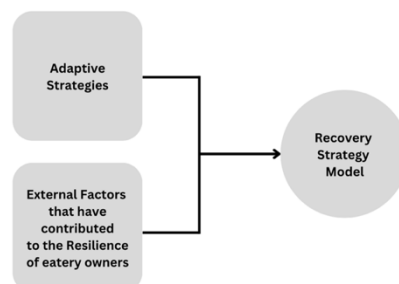 Adaptive
Strategies
External Factors
that have
contributed
to the Resilience
of eatery owners
Recovery
Strategy
Model